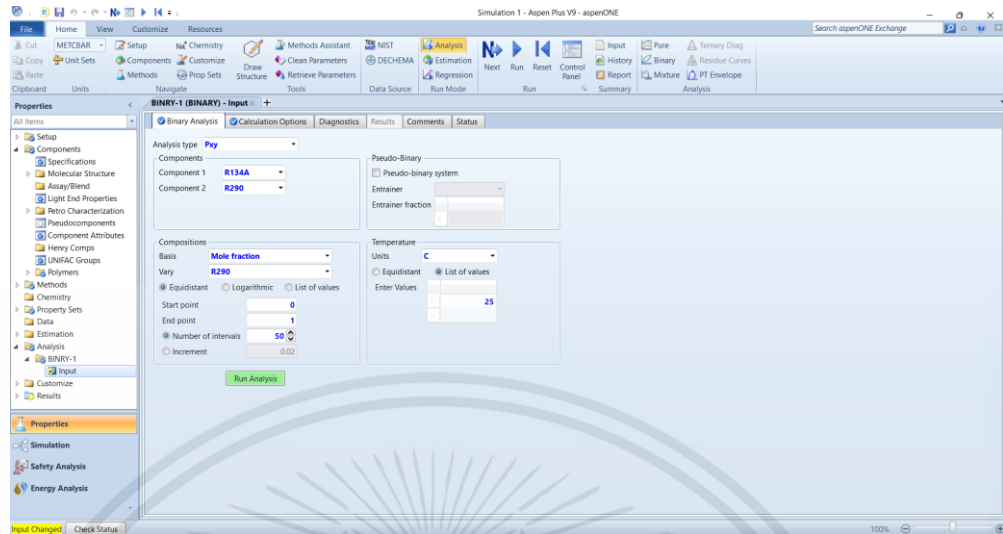 Simulation 1 - Aspen Plus V9 - aspenONE
File Home View Customize Resources Search aspenONE Exchange
Cut METCBAR Setup Chemistry Methods Assistant NIST Analysis Input Pure Ternary Diag
Copy Unit Sets Components Customize Draw Structure Clean Parameters DECHEMA Estimation Next Run Reset Control Panel History Binary Residue Curves
Paste Methods Prop Sets Retrieve Parameters Regression Report Mixture PT Envelope
Clipboard Units Navigate Tools Data Source Run Mode Run Summary Analysis
Properties
All Items
Setup
Components
Specifications
Molecular Structure
Assay/Blend
Light End Properties
Petro Characterization
Pseudocomponents
Component Attributes
Henry Comps
UNIFAC Groups
Polymers
Methods
Chemistry
Property Sets
Data
Estimation
Analysis
BINRY-1
Input
Customize
Results
Properties
Simulation
Safety Analysis
Energy Analysis
BINRY-1 (BINARY) - Input
Binary Analysis Calculation Options Diagnostics Results Comments Status
Analysis type Pxy
Components
Component 1 R134A
Component 2 R290
Pseudo-Binary
Pseudo-binary system
Entrainer
Entrainer fraction
Compositions
Basis Mole fraction
Vary R290
Equidistant Logarithmic List of values
Start point 0
End point 1
Number of intervals 50
Increment 0.02
Temperature
Units C
Equidistant List of values
Enter Values
25
Run Analysis
Input Changed Check Status 100%